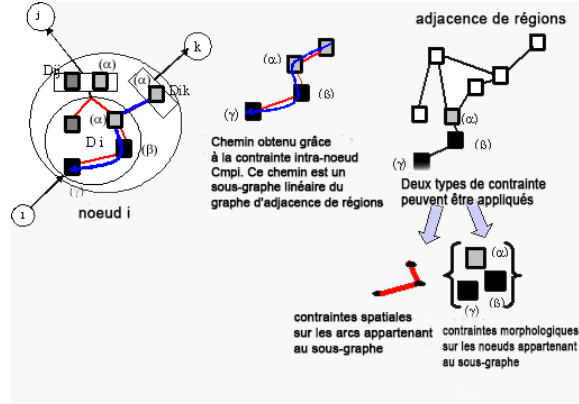 j
k
Dij
(α)
(α)
Dik
(α)
Di
(β)
(γ)
1
noeud i
(α)
(β)
(γ)
Chemin obtenu grâce
à la contrainte intra-noeud
Cmpi. Ce chemin est un
sous-graphe linéaire du
graphe d'adjacence de régions
adjacence de régions
(α)
(β)
(γ)
Deux types de contrainte
peuvent être appliqués
contraintes spatiales
sur les arcs appartenant
au sous-graphe
(α)
(β)
(γ)
contraintes morphologiques
sur les noeuds appartenant
au sous-graphe